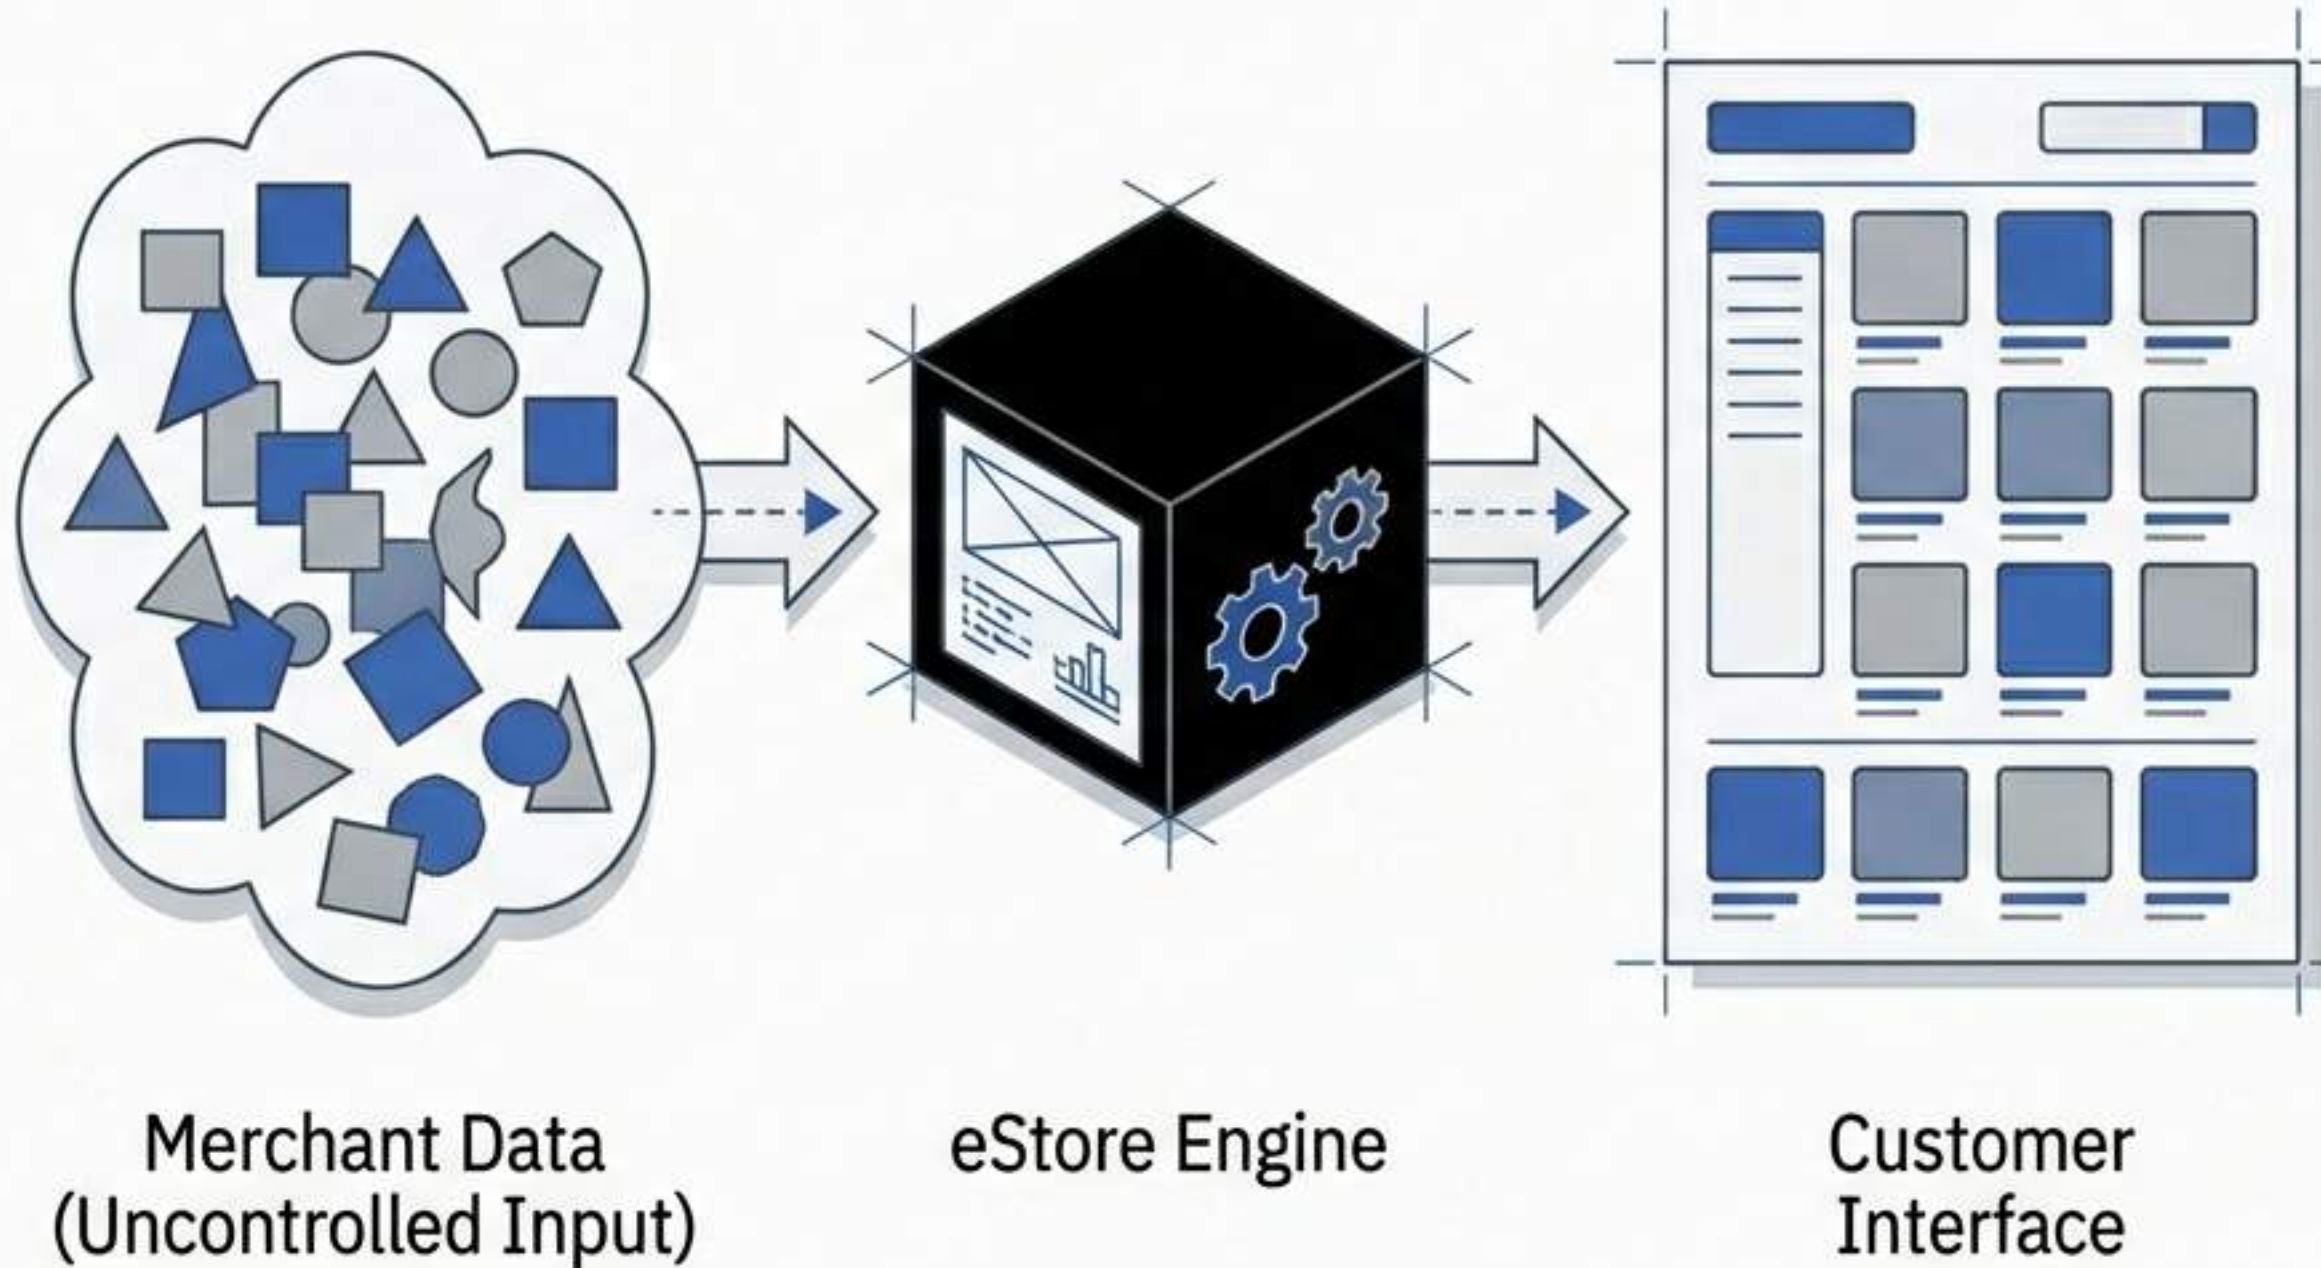 Merchant Data
(Uncontrolled Input)
eStore Engine
Customer
Interface